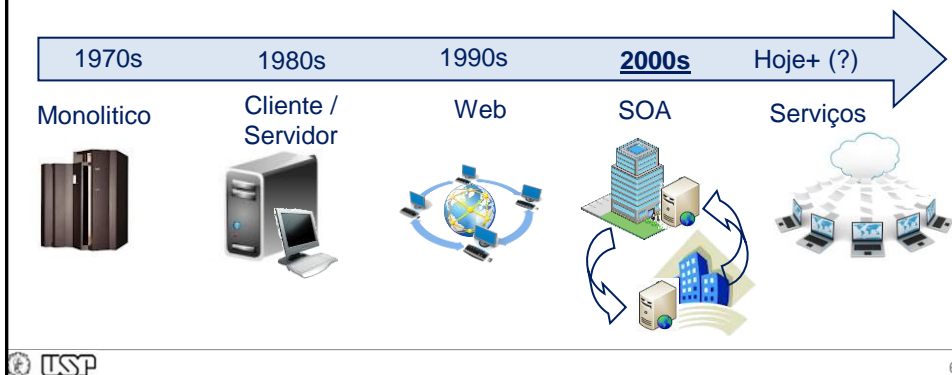 1970s 1980s 1990s 2000s Hoje+ (?)
Monolitico Cliente / Web SOA Serviços
Servidor
USP